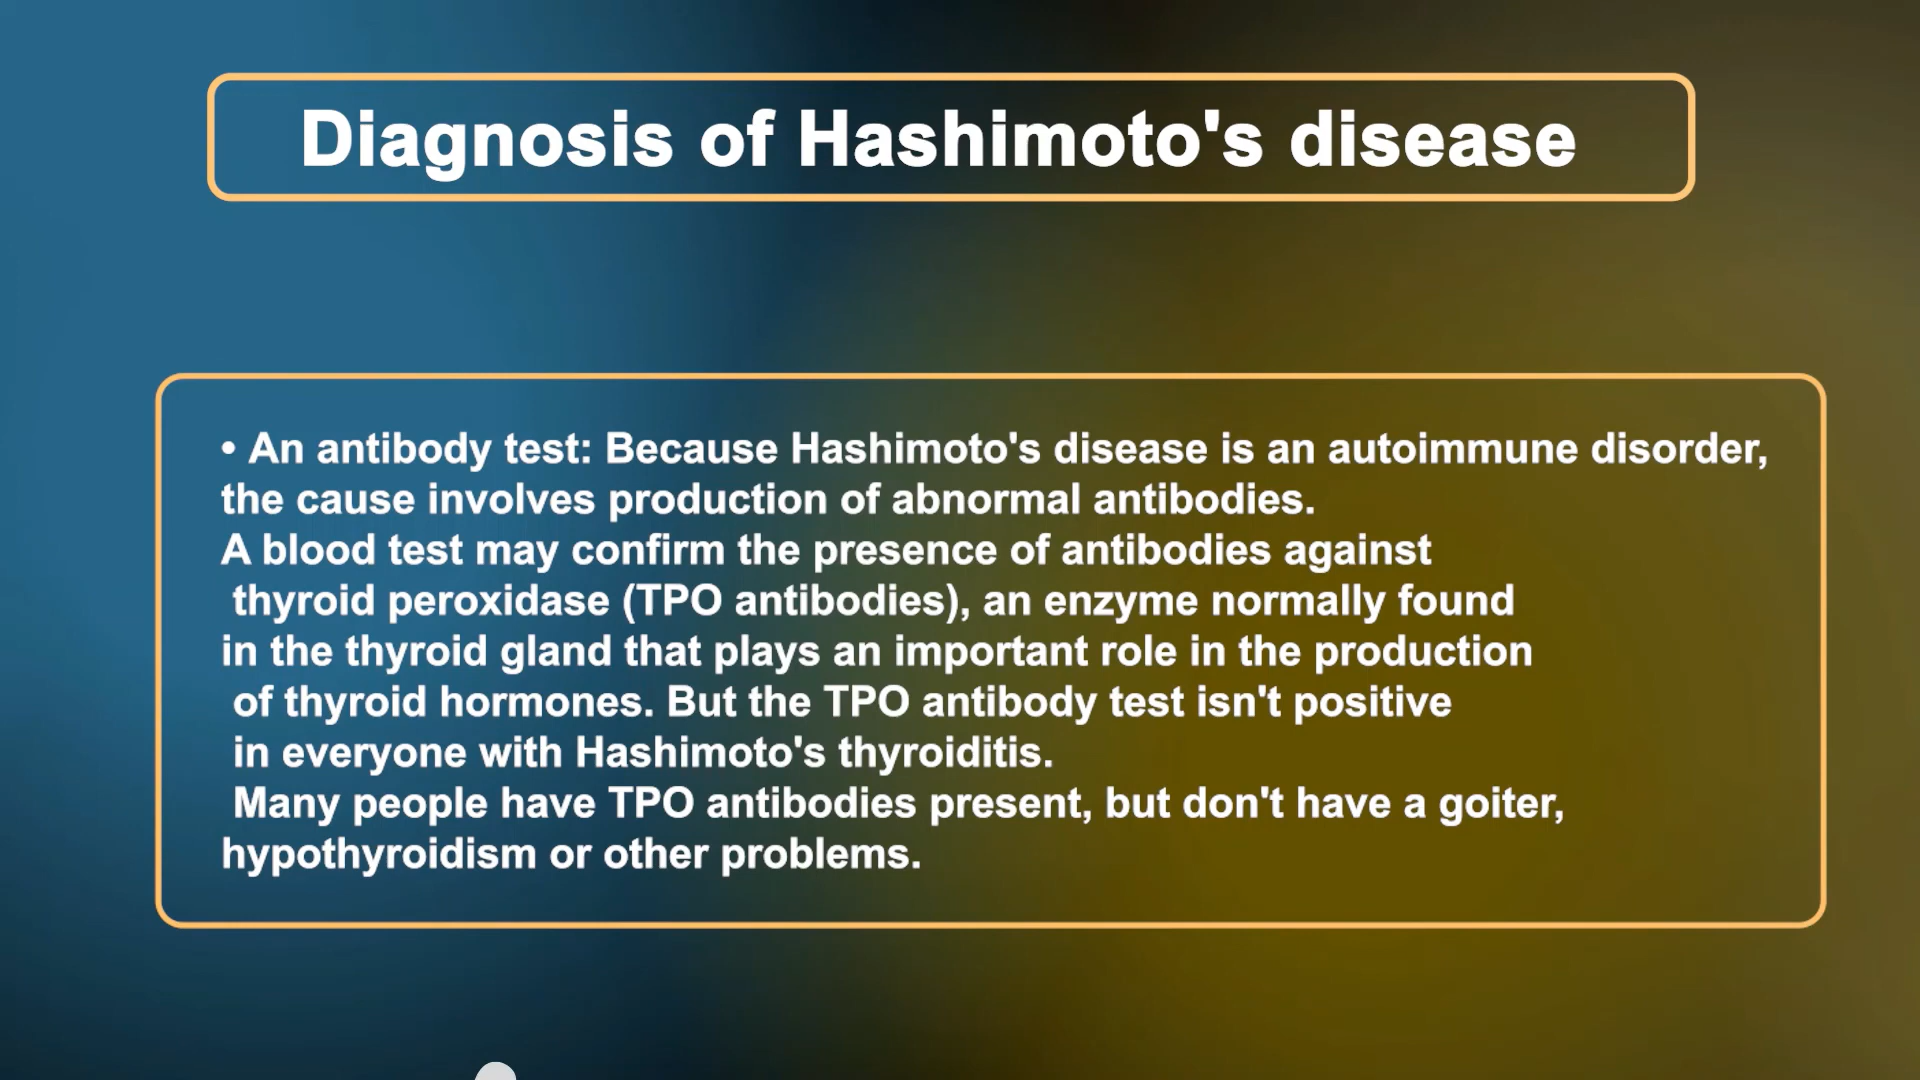 Diagnosis of Hashimoto's disease
• An antibody test: Because Hashimoto's disease is an autoimmune disorder,
the cause involves production of abnormal antibodies.
A blood test may confirm the presence of antibodies against
thyroid peroxidase (TPO antibodies), an enzyme normally found
in the thyroid gland that plays an important role in the production
of thyroid hormones. But the TPO antibody test isn't positive
in everyone with Hashimoto's thyroiditis.
Many people have TPO antibodies present, but don't have a goiter,
hypothyroidism or other problems.